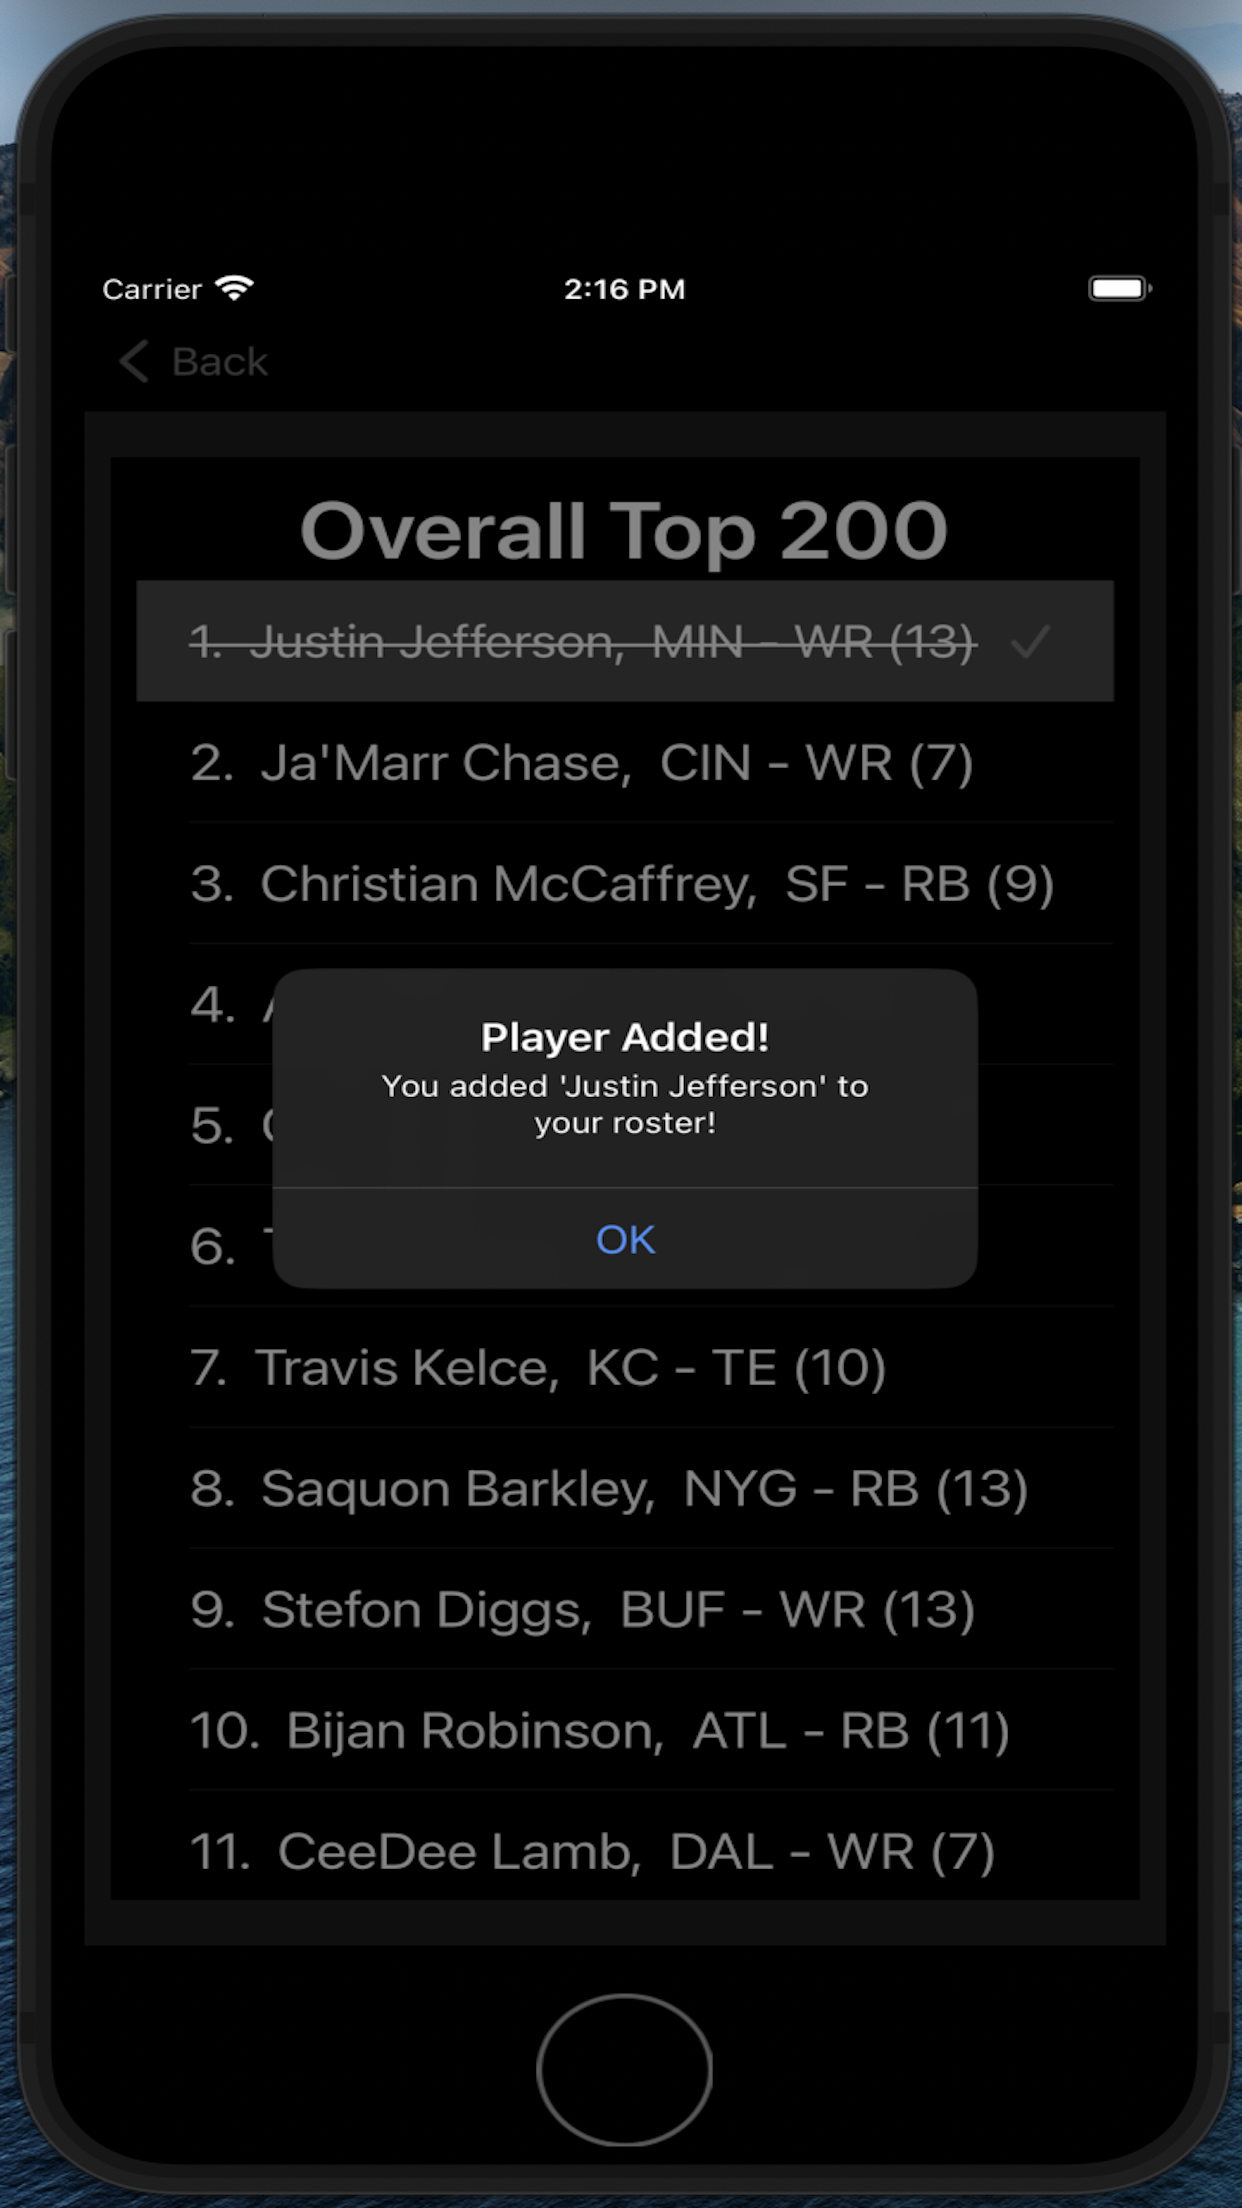 Carrier
2:16 PM
Back
Overall Top 200
1. Justin Jefferson, MIN - WR (13)
2. Ja'Marr Chase, CIN - WR (7)
3. Christian McCaffrey, SF - RB (9)
4.
5.
6.
Player Added!
You added 'Justin Jefferson' to
your roster!
OK
7. Travis Kelce, KC - TE (10)
8. Saquon Barkley, NYG - RB (13)
9. Stefon Diggs, BUF - WR (13)
10. Bijan Robinson, ATL - RB (11)
11. CeeDee Lamb, DAL - WR (7)